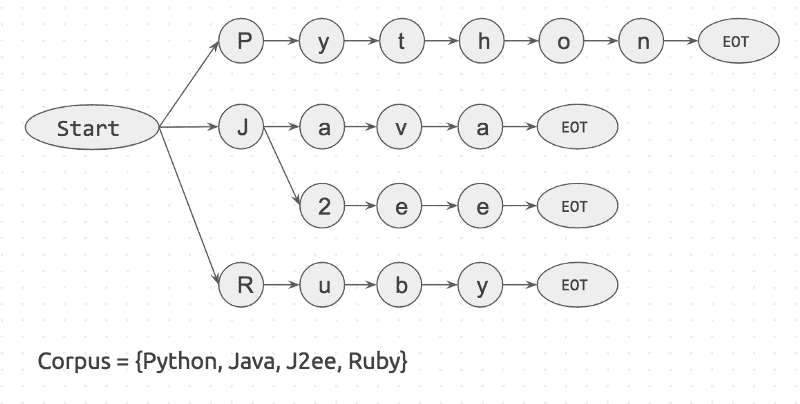 P y t h o n EOT
Start J a v a EOT
2 e e EOT
R u b y EOT
Corpus = {Python, Java, J2ee, Ruby}